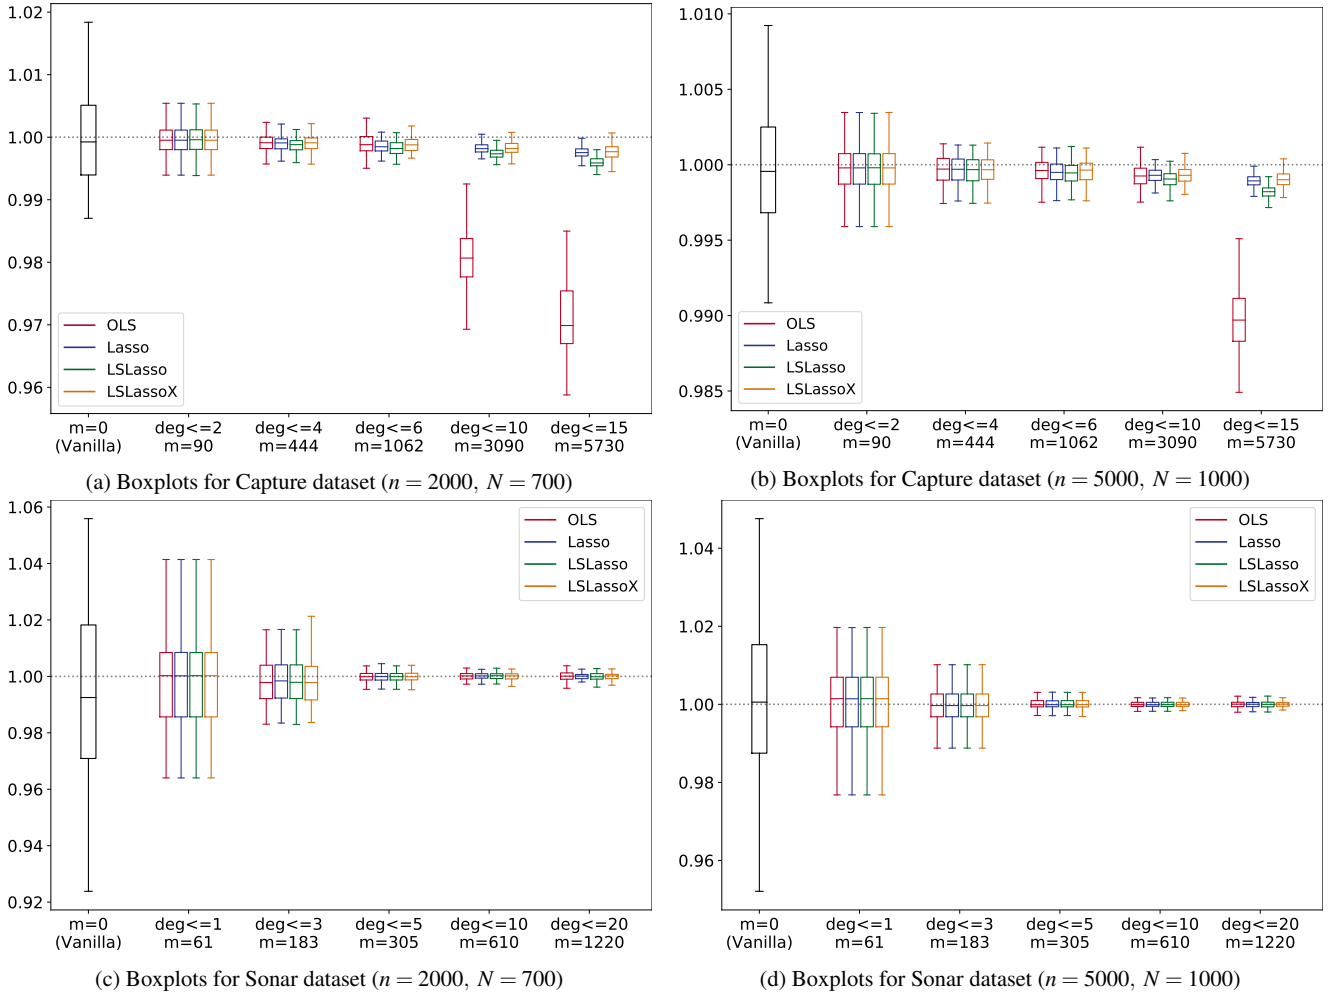 1.02
1.01
1.00
0.99
0.98
0.97
0.96
OLS
Lasso
LSLasso
LSLassoX
m=0 deg<=2 deg<=4 deg<=6 deg<=10 deg<=15
(Vanilla) m=90 m=444 m=1062 m=3090 m=5730
(a) Boxplots for Capture dataset (n = 2000, N = 700)
1.010
1.005
1.000
0.995
0.990
0.985
OLS
Lasso
LSLasso
LSLassoX
m=0 deg<=2 deg<=4 deg<=6 deg<=10 deg<=15
(Vanilla) m=90 m=444 m=1062 m=3090 m=5730
(b) Boxplots for Capture dataset (n = 5000, N = 1000)
1.06
1.04
1.02
1.00
0.98
0.96
0.94
0.92
OLS
Lasso
LSLasso
LSLassoX
m=0 deg<=1 deg<=3 deg<=5 deg<=10 deg<=20
(Vanilla) m=61 m=183 m=305 m=610 m=1220
(c) Boxplots for Sonar dataset (n = 2000, N = 700)
1.04
1.02
1.00
0.98
0.96
OLS
Lasso
LSLasso
LSLassoX
m=0 deg<=1 deg<=3 deg<=5 deg<=10 deg<=20
(Vanilla) m=61 m=183 m=305 m=610 m=1220
(d) Boxplots for Sonar dataset (n = 5000, N = 1000)